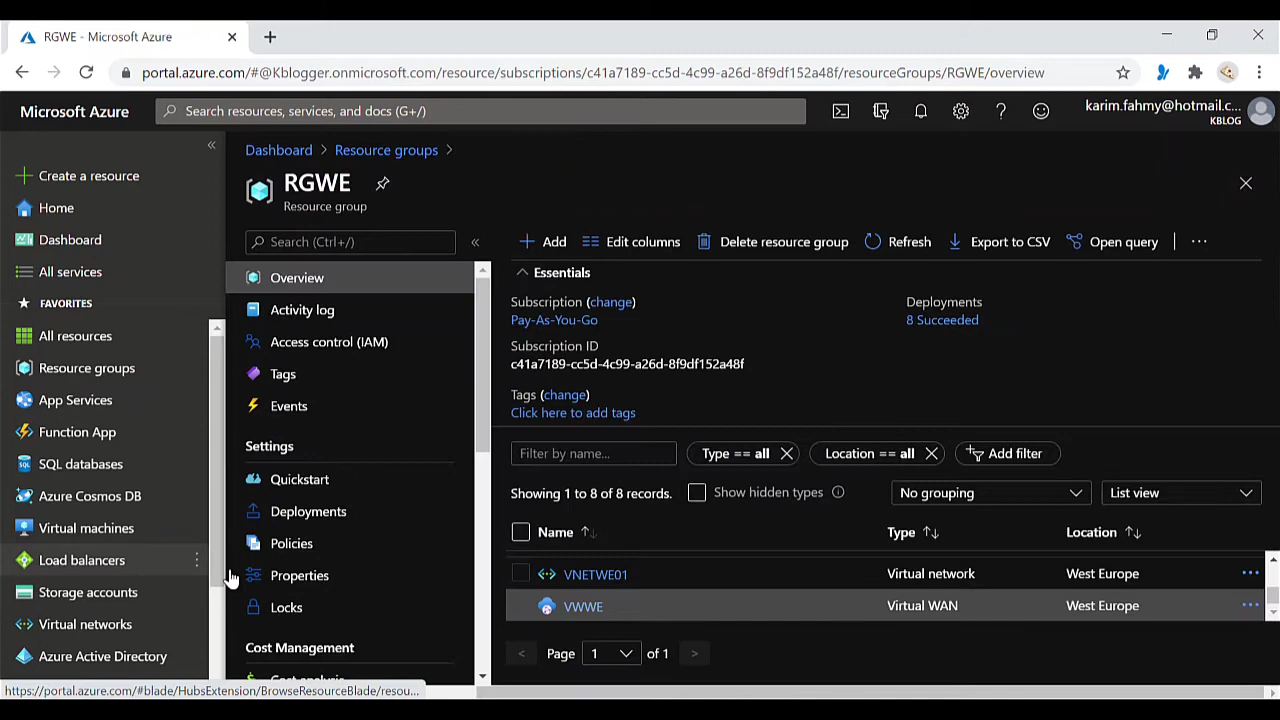 RGWE - Microsoft Azure
portal.azure.com/#@Kblogger.onmicrosoft.com/resource/subscriptions/c41a7189-cc5d-4c99-a26d-8f9df152a48f/resourceGroups/RGWE/overview
Microsoft Azure
Search resources, services, and docs (G+/)
karim.fahmy@hotmail.c...
KBLOG
Create a resource
Home
Dashboard
All services
FAVORITES
All resources
Resource groups
App Services
Function App
SQL databases
Azure Cosmos DB
Virtual machines
Load balancers
Storage accounts
Virtual networks
Azure Active Directory
https://portal.azure.com/#blade/HubsExtension/BrowseResourceBlade/resou...
Dashboard > Resource groups >
RGWE
Resource group
Search (Ctrl+/)
Overview
Activity log
Access control (IAM)
Tags
Events
Settings
Quickstart
Deployments
Policies
Properties
Locks
Cost Management
Cost analysis
Add Edit columns Delete resource group Refresh Export to CSV Open query
Essentials
Subscription (change)
Pay-As-You-Go
Deployments
8 Succeeded
Subscription ID
c41a7189-cc5d-4c99-a26d-8f9df152a48f
Tags (change)
Click here to add tags
Filter by name... Type == all Location == all Add filter
Showing 1 to 8 of 8 records. Show hidden types No grouping List view
Name Type Location
VNETWE01 Virtual network West Europe
VWWE Virtual WAN West Europe
< Page 1 of 1 >